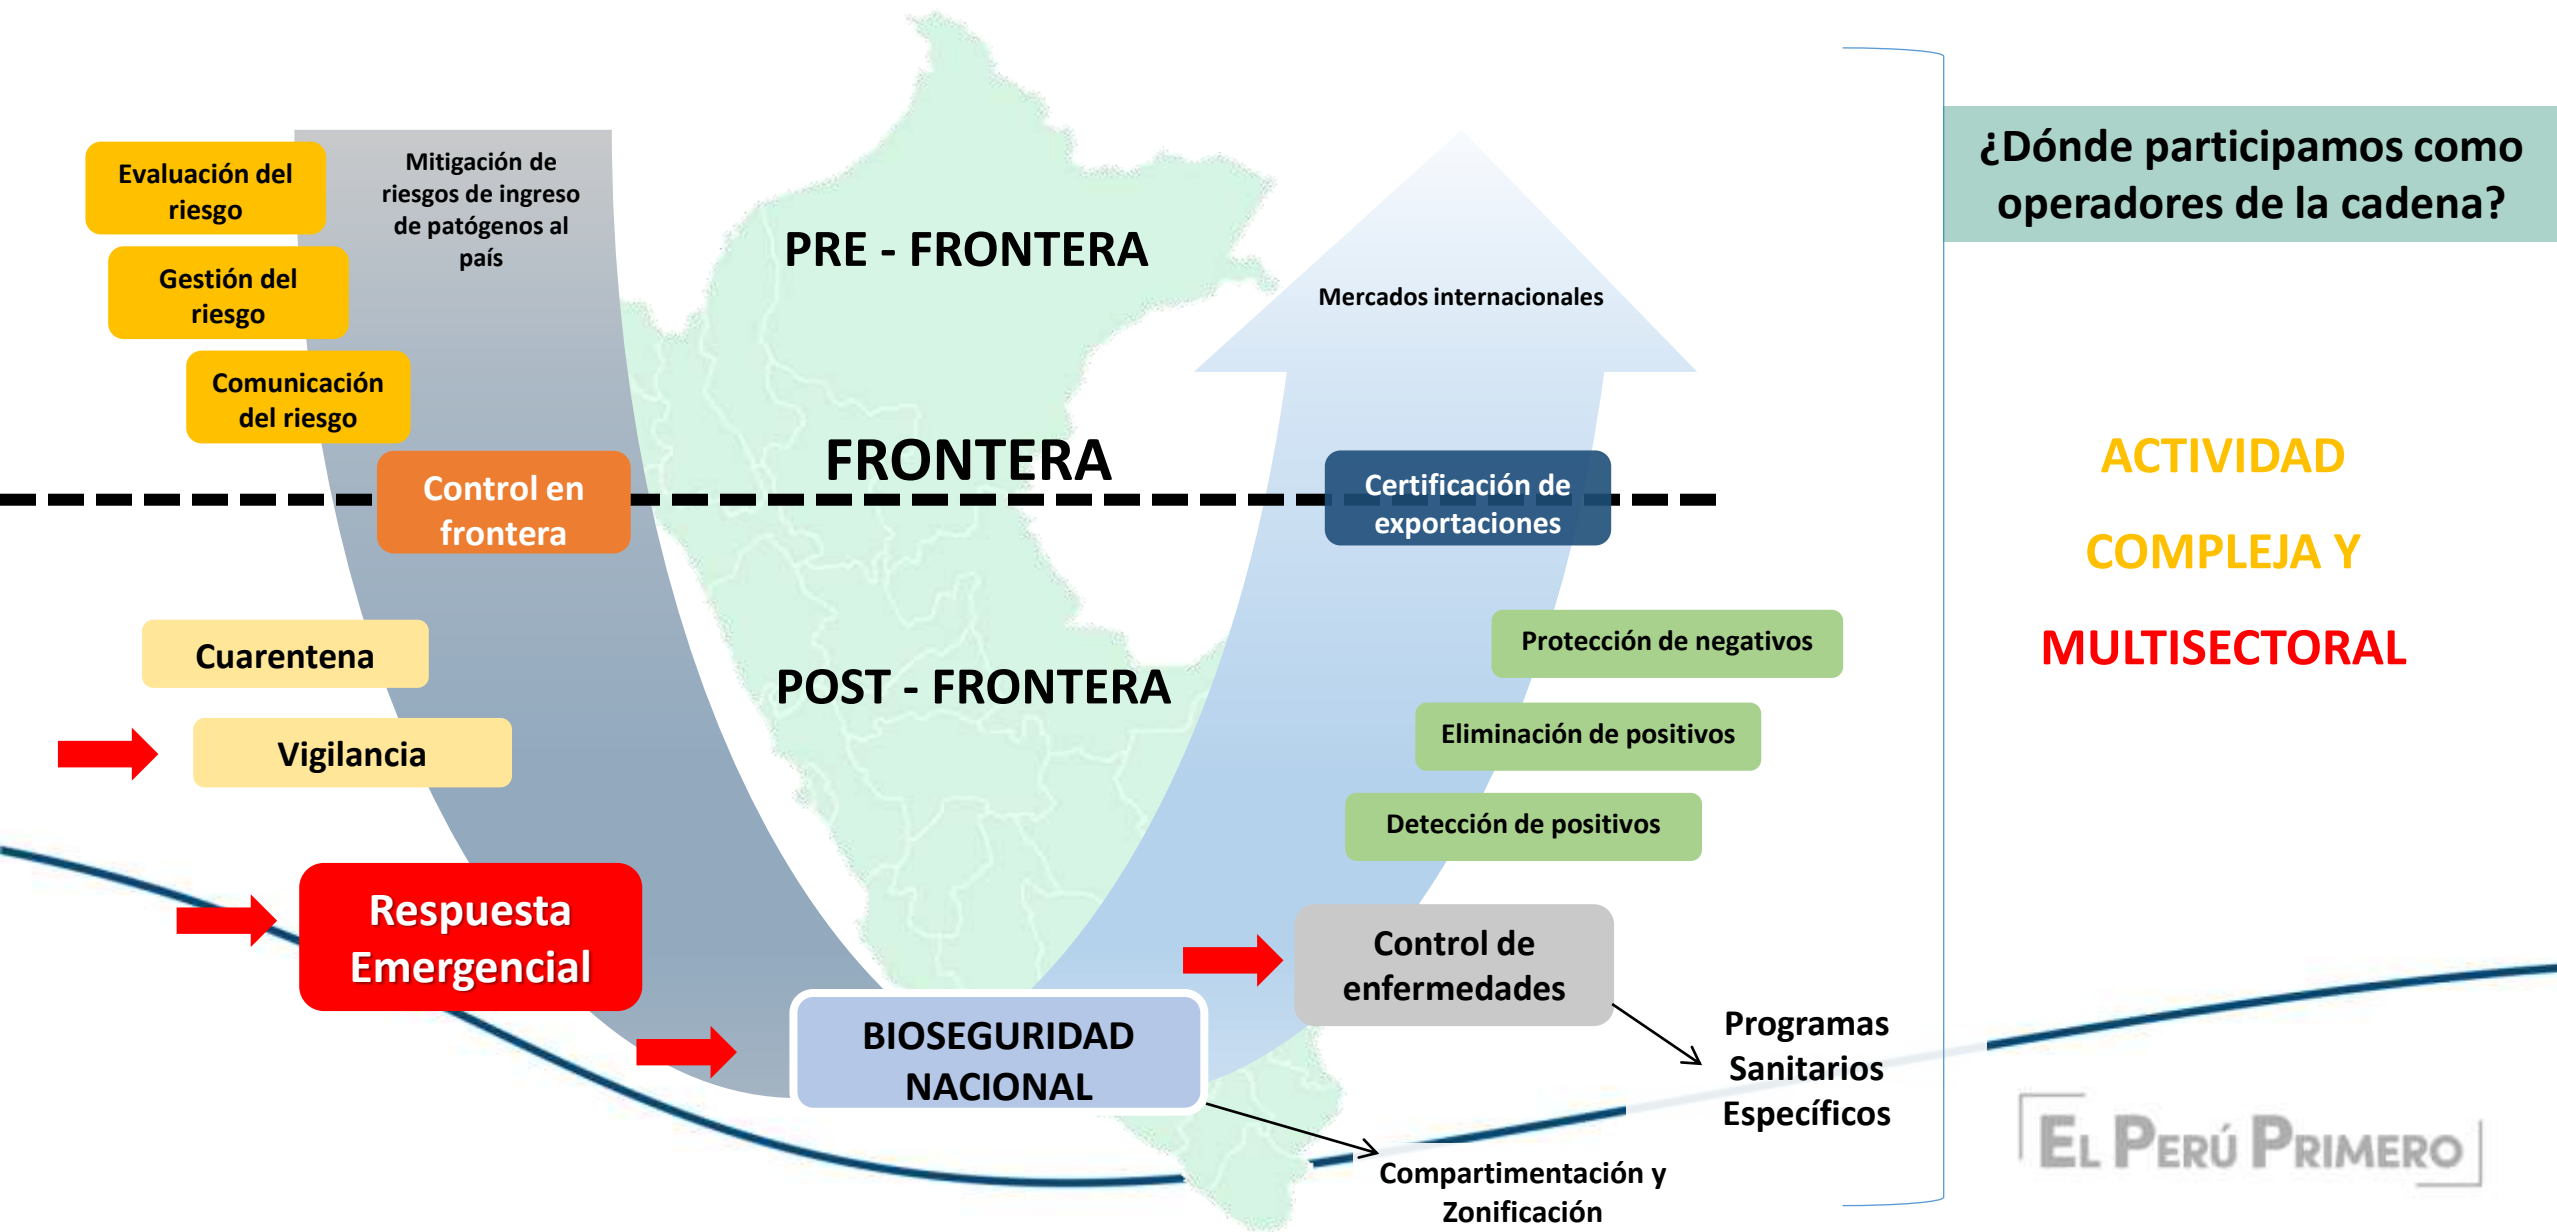 Evaluación del
riesgo
Gestión del
riesgo
Comunicación
del riesgo
Mitigación de
riesgos de ingreso
de patógenos al
país
Control en
frontera
Cuarentena
Vigilancia
Respuesta
Emergencial
PRE - FRONTERA
FRONTERA
POST - FRONTERA
BIOSEGURIDAD
NACIONAL
Mercados internacionales
Certificación de
exportaciones
Protección de negativos
Eliminación de positivos
Detección de positivos
Control de
enfermedades
Programas
Sanitarios
Específicos
Compartimentación y
Zonificación
¿Dónde participamos como
operadores de la cadena?
ACTIVIDAD
COMPLEJA Y
MULTISECTORAL
EL PERÚ PRIMERO